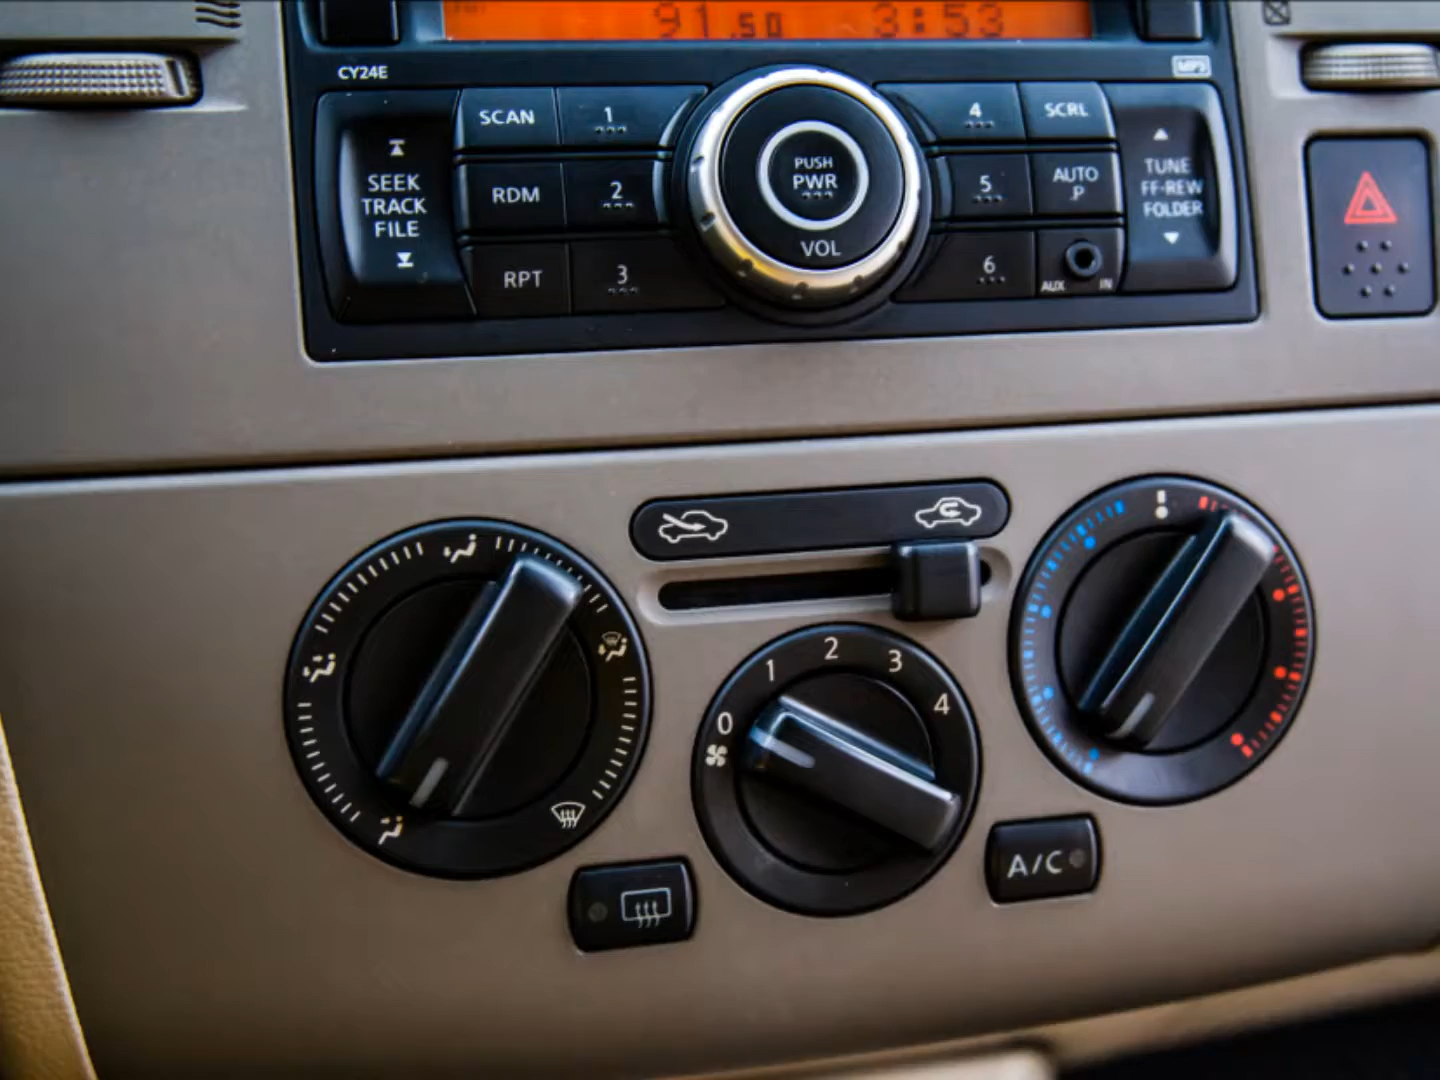 91.50 3:53
CY24E
MP3
SCAN
1
4
SCRL
SEEK
TRACK
FILE
RDM
2
PUSH
PWR
VOL
5
AUTO
.P
TUNE
FF-REW
FOLDER
RPT
3
6
AUX IN
0
1
2
3
4
A/C